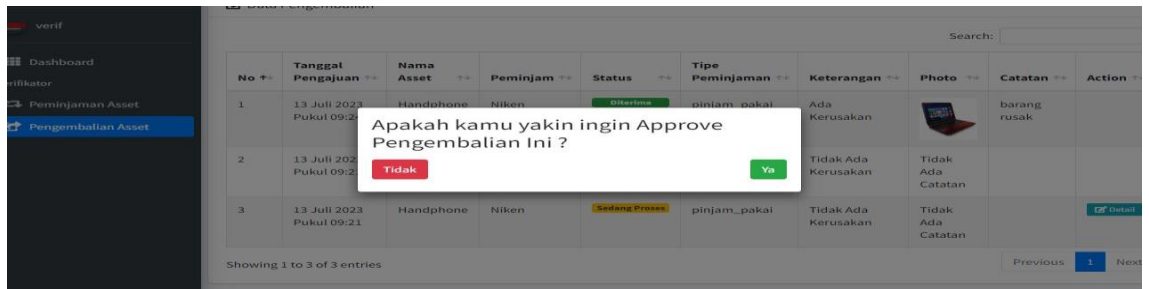 Data Pengembalian
verif
Search:
Dashboard
Verifikator
Peminjaman Asset
Pengembalian Asset
No
Tanggal Pengajuan
Nama Asset
Peminjam
Status
Tipe Peminjaman
Keterangan
Photo
Catatan
Action
1
13 Juli 2023
Pukul 09:2
Handphone
Niken
Diterima
pinjam_pakai
Ada
Kerusakan
barang
rusak
Apakah kamu yakin ingin Approve
Pengembalian Ini ?
Tidak
Ya
2
13 Juli 202
Pukul 09:2
Tidak Ada
Kerusakan
Tidak
Ada
Catatan
3
13 Juli 2023
Pukul 09:21
Handphone
Niken
Sedang Proses
pinjam_pakai
Tidak Ada
Kerusakan
Tidak
Ada
Catatan
Detail
Showing 1 to 3 of 3 entries
Previous
1
Next